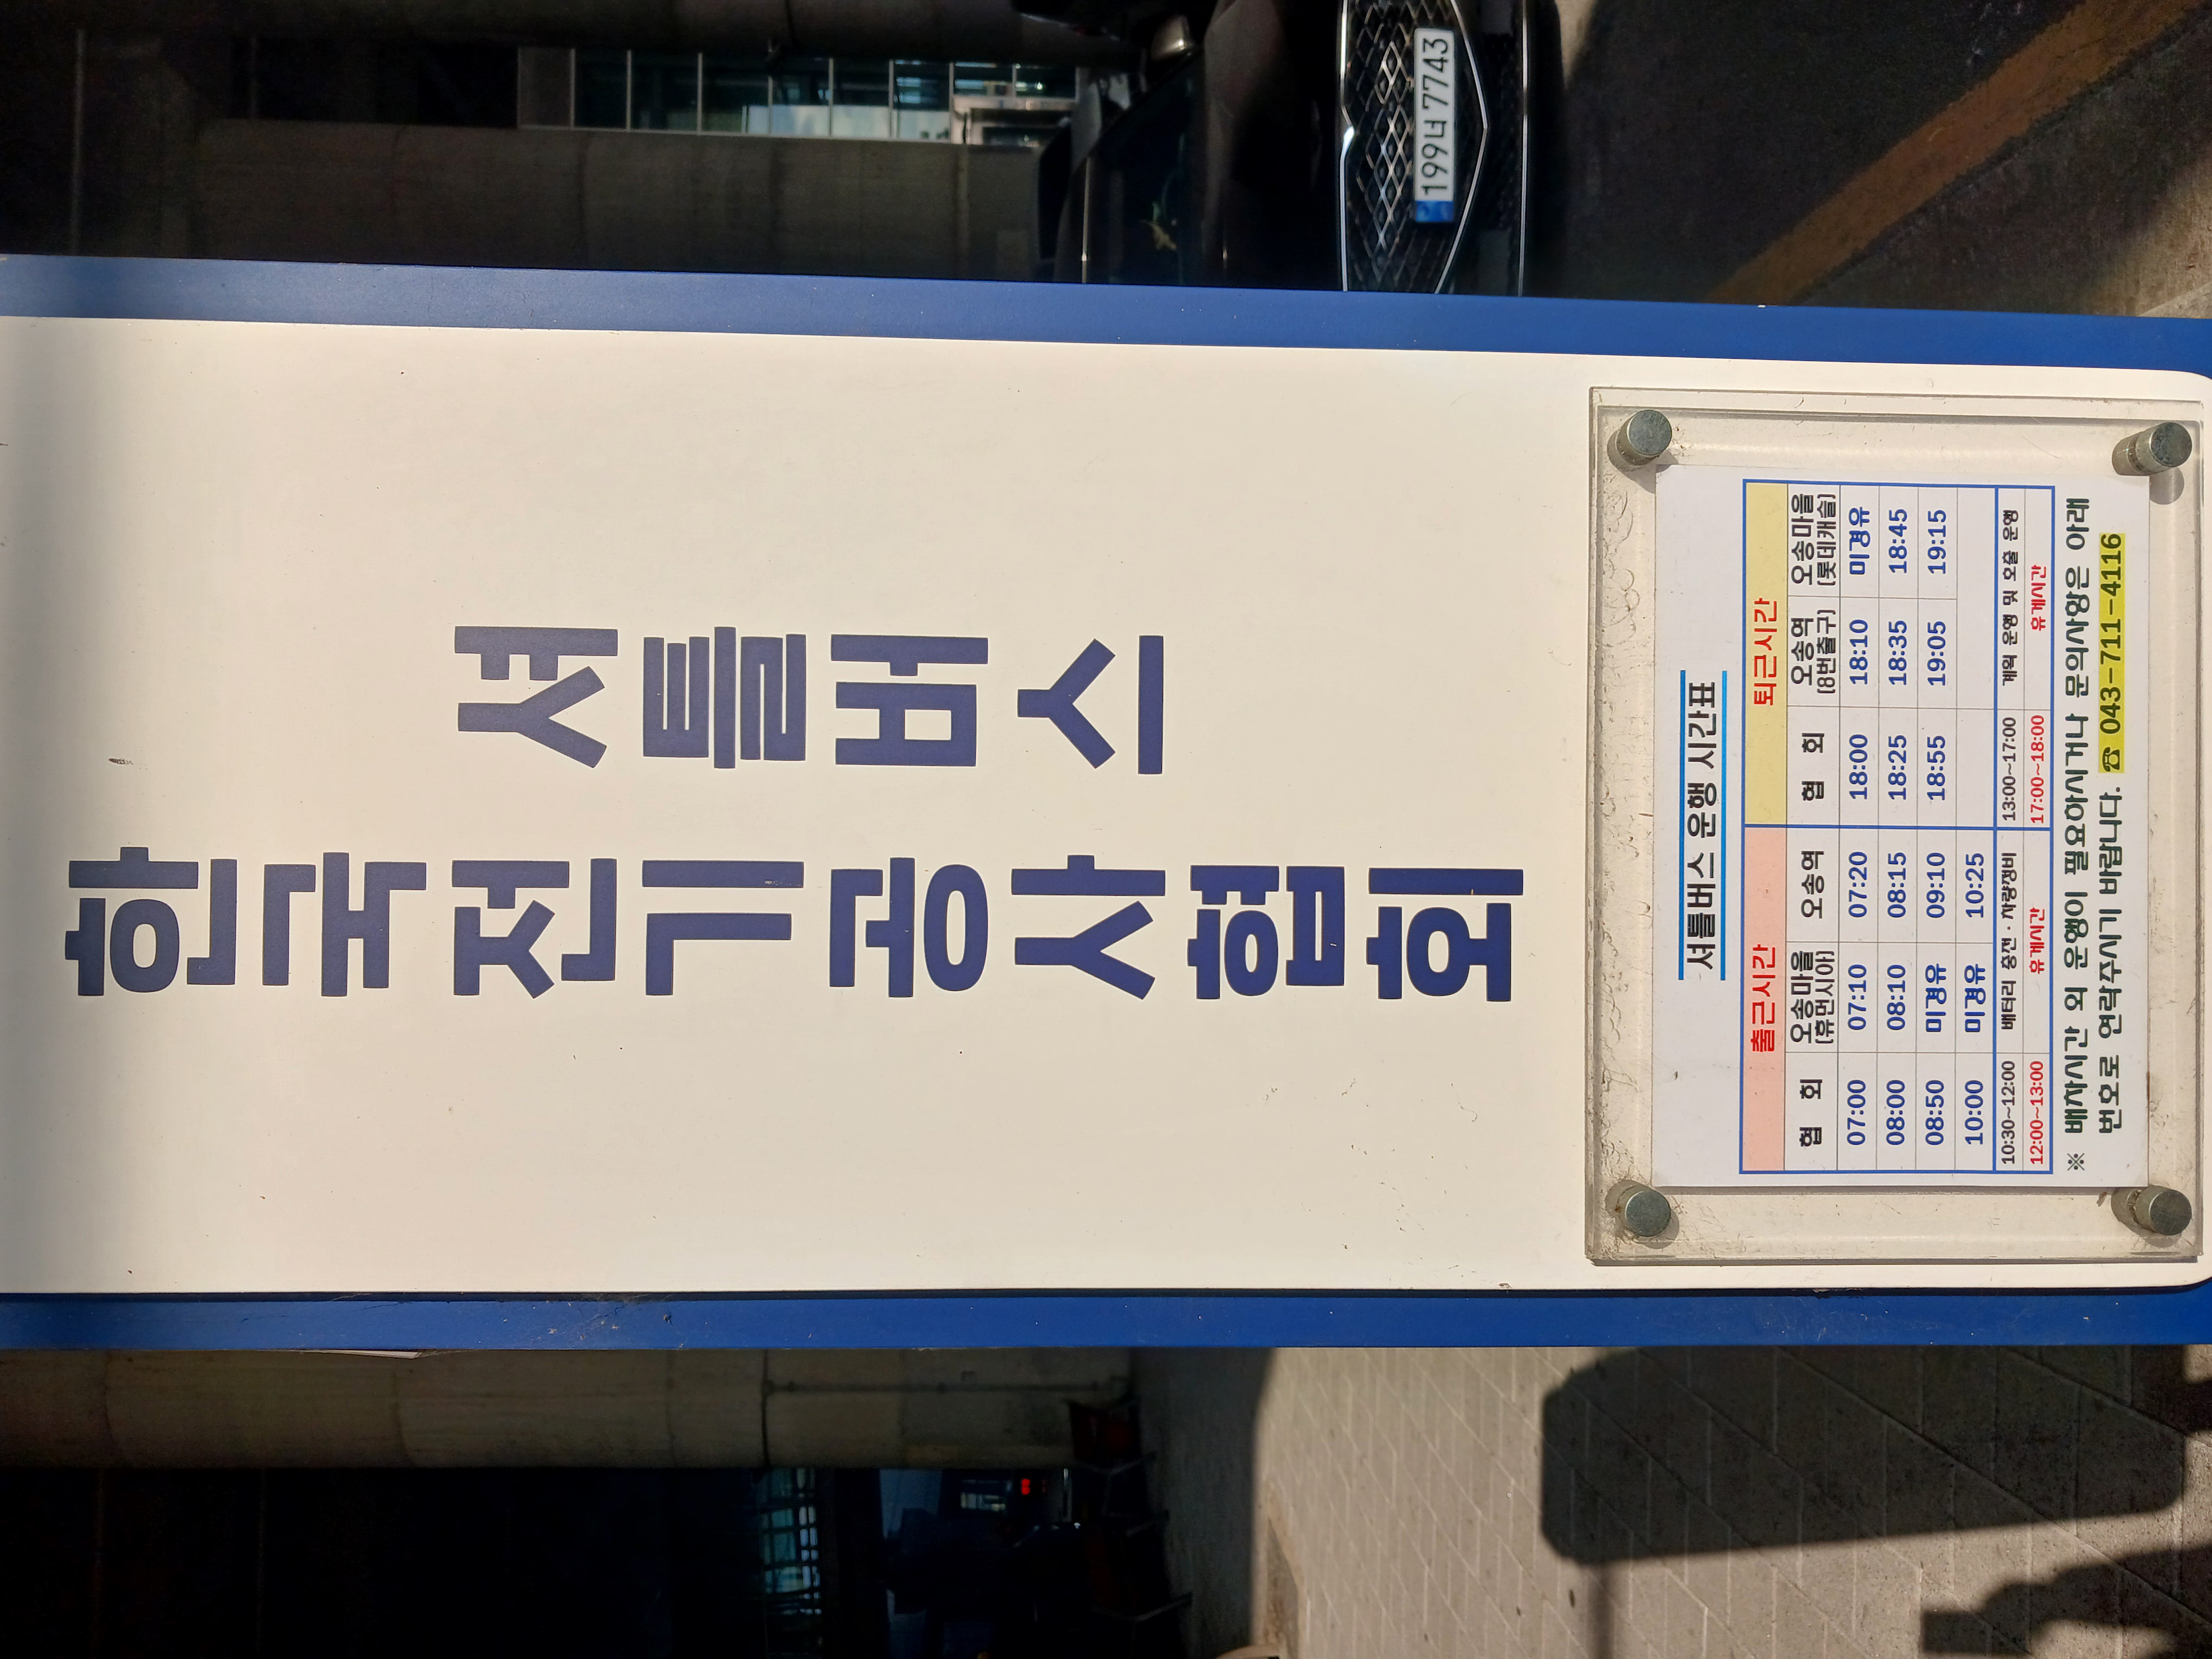 한국전기공사협회
셔틀버스
셔틀버스 운행 시간표
출근시간 퇴근시간
협 회 오송마을 (휴먼시아) 오송역 협 회 오송역 (8번출구) 오송마을 (롯데캐슬)
07:00 07:10 07:20 18:00 18:10 미경유
08:00 08:10 08:15 18:25 18:35 18:45
08:50 미경유 09:10 18:55 19:05 19:15
10:00 미경유 10:25
10:30~12:00 배터리 충전 · 차량정비 13:00~17:00 계획 운행 및 호출 운행
12:00~13:00 휴게시간 17:00~18:00 휴게시간
※ 배차시간 외 운행이 필요하시거나 문의사항은 아래
번호로 연락주시기 바랍니다. ☎ 043-711-4116
199너7743